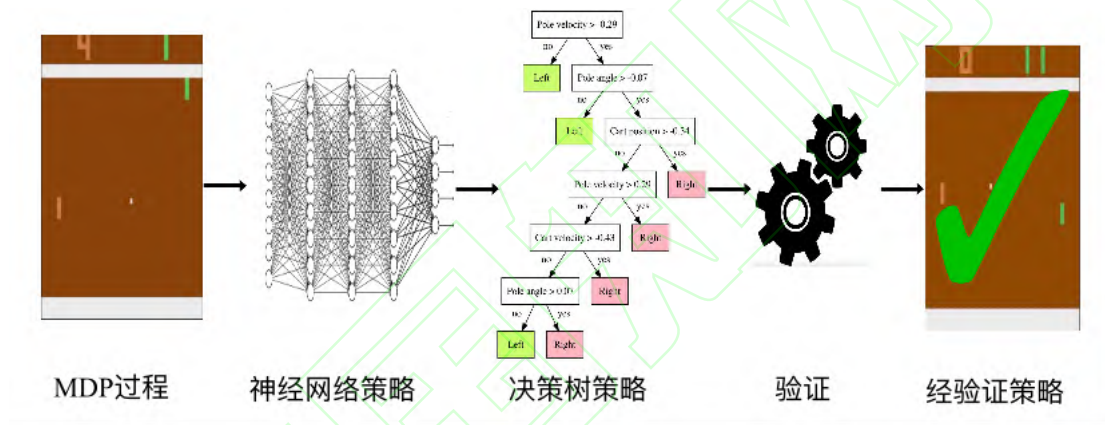 4
0
Pole velocity > -0.29
no yes
Left
Pole angle > -0.07
no yes
Left
Cart position > -0.34
no yes
Pole velocity > 0.29
Right
no yes
Cart velocity > -0.43
Right
no yes
Pole angle > 0.07
Right
no yes
Left
Right
MDP过程
神经网络策略
决策树策略
验证
经验证策略